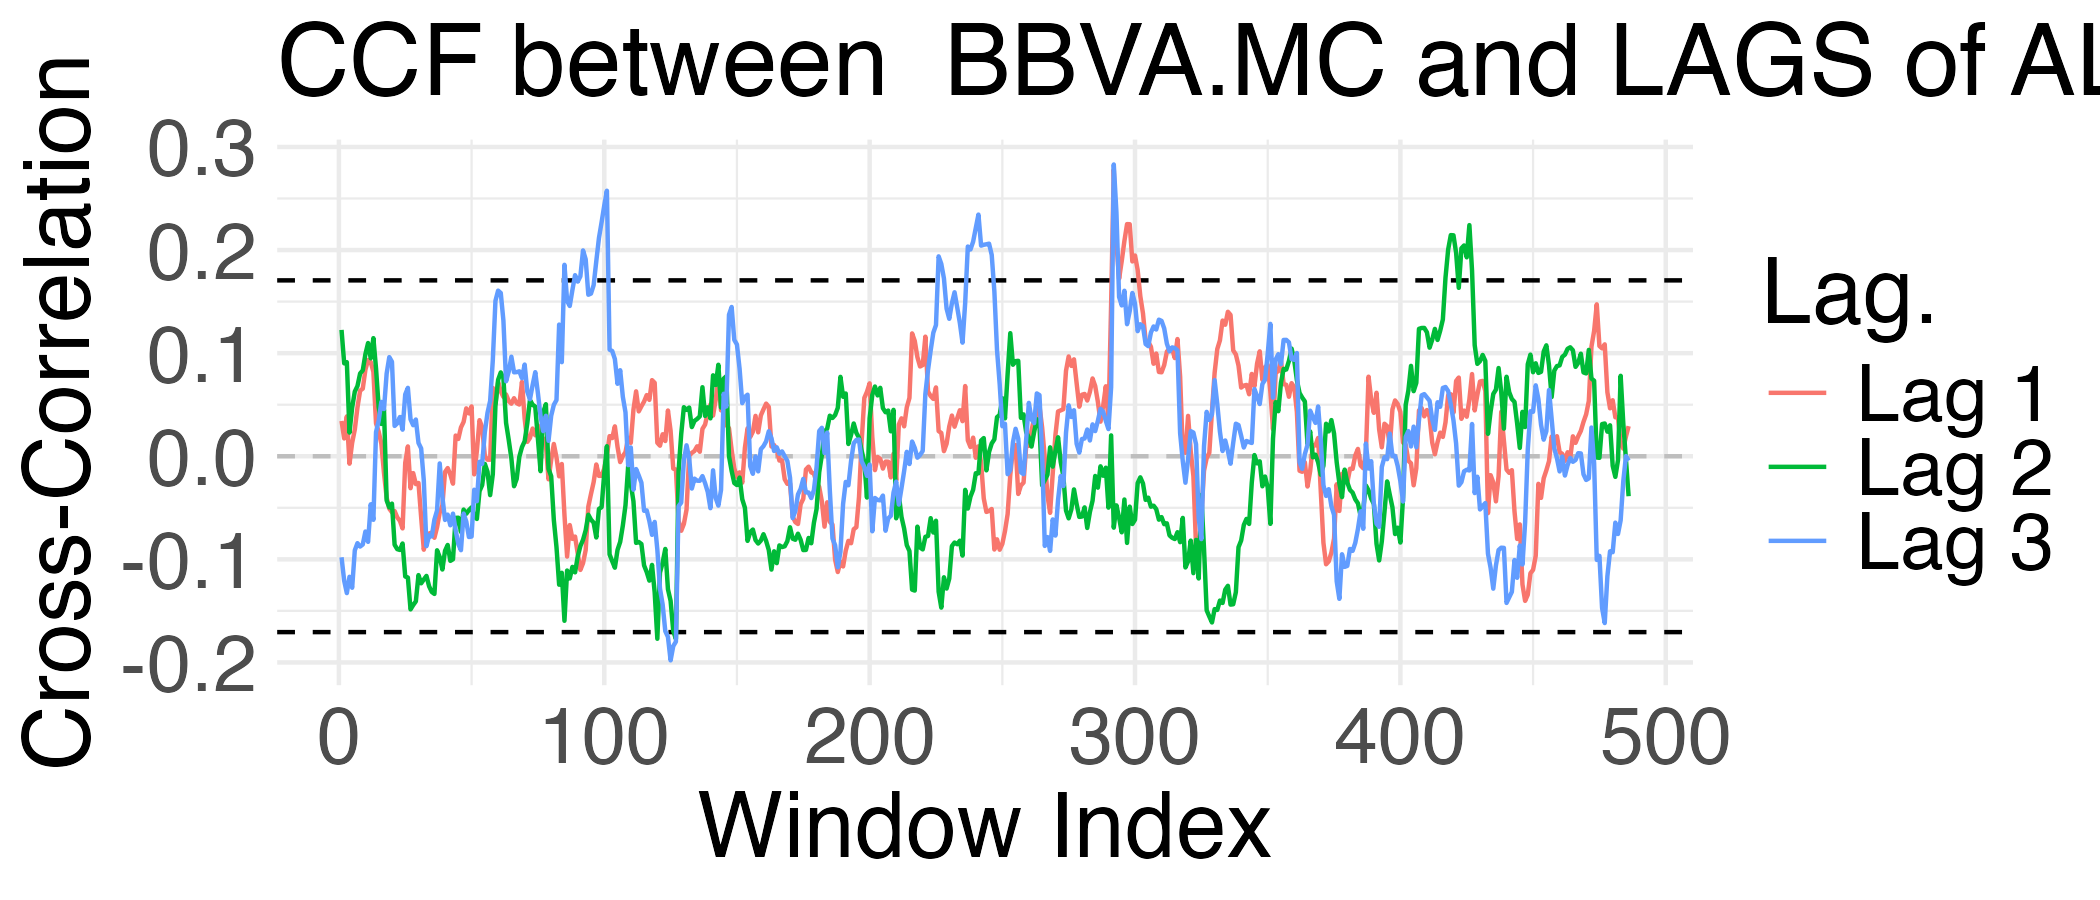 CCF between  BBVA.MC and LAGS of AL
Cross-Correlation
0.3
0.2
0.1
0.0
-0.1
-0.2
0 100 200 300 400 500
Window Index
Lag.
Lag 1
Lag 2
Lag 3